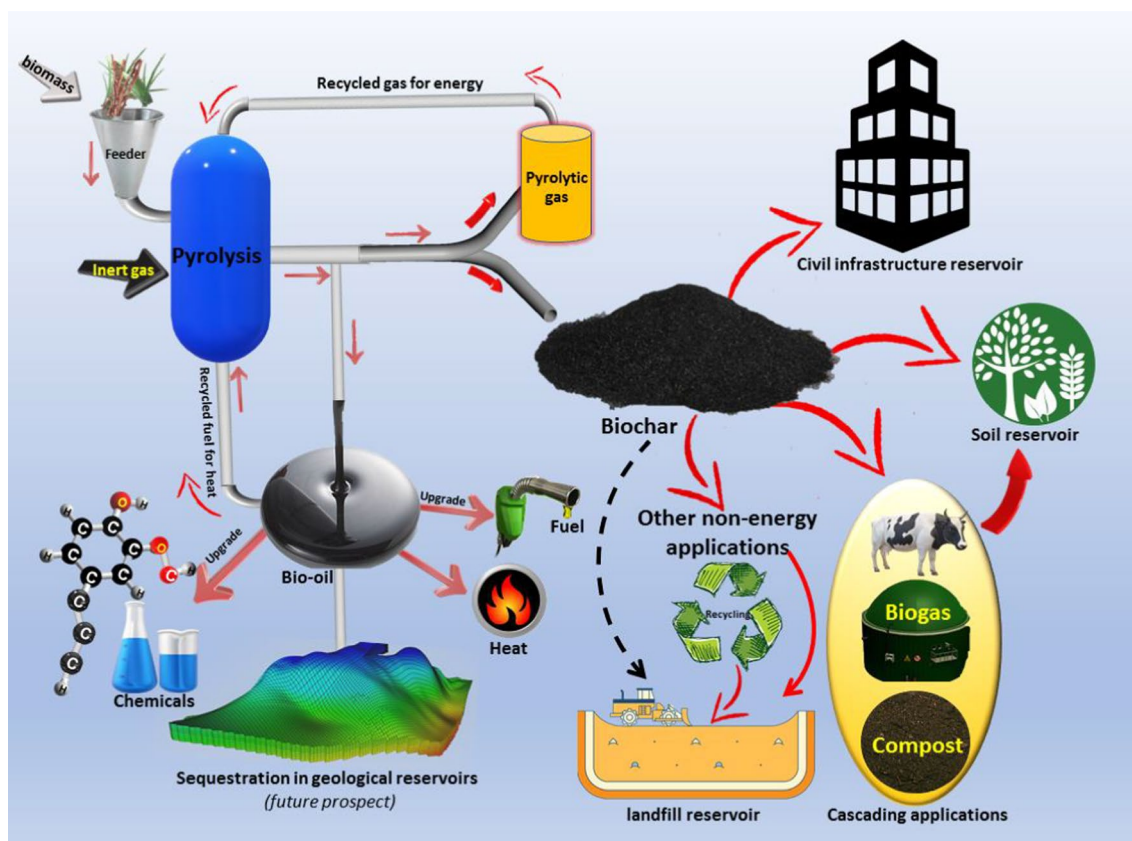 biomass
Feeder
Recycled gas for energy
Pyrolytic
gas
Pyrolysis
Inert gas
Civil infrastructure reservoir
Recycled fuel for heat
Biochar
Soil reservoir
Upgrade
Fuel
Other non-energy
applications
H
O
H
C
C
O
H
C
C
O
H
H
C
C
H
C
C
C
H
Upgrade
Bio-oil
Recycling
Biogas
Heat
Chemicals
Compost
Sequestration in geological reservoirs
(future prospect)
landfill reservoir
Cascading applications